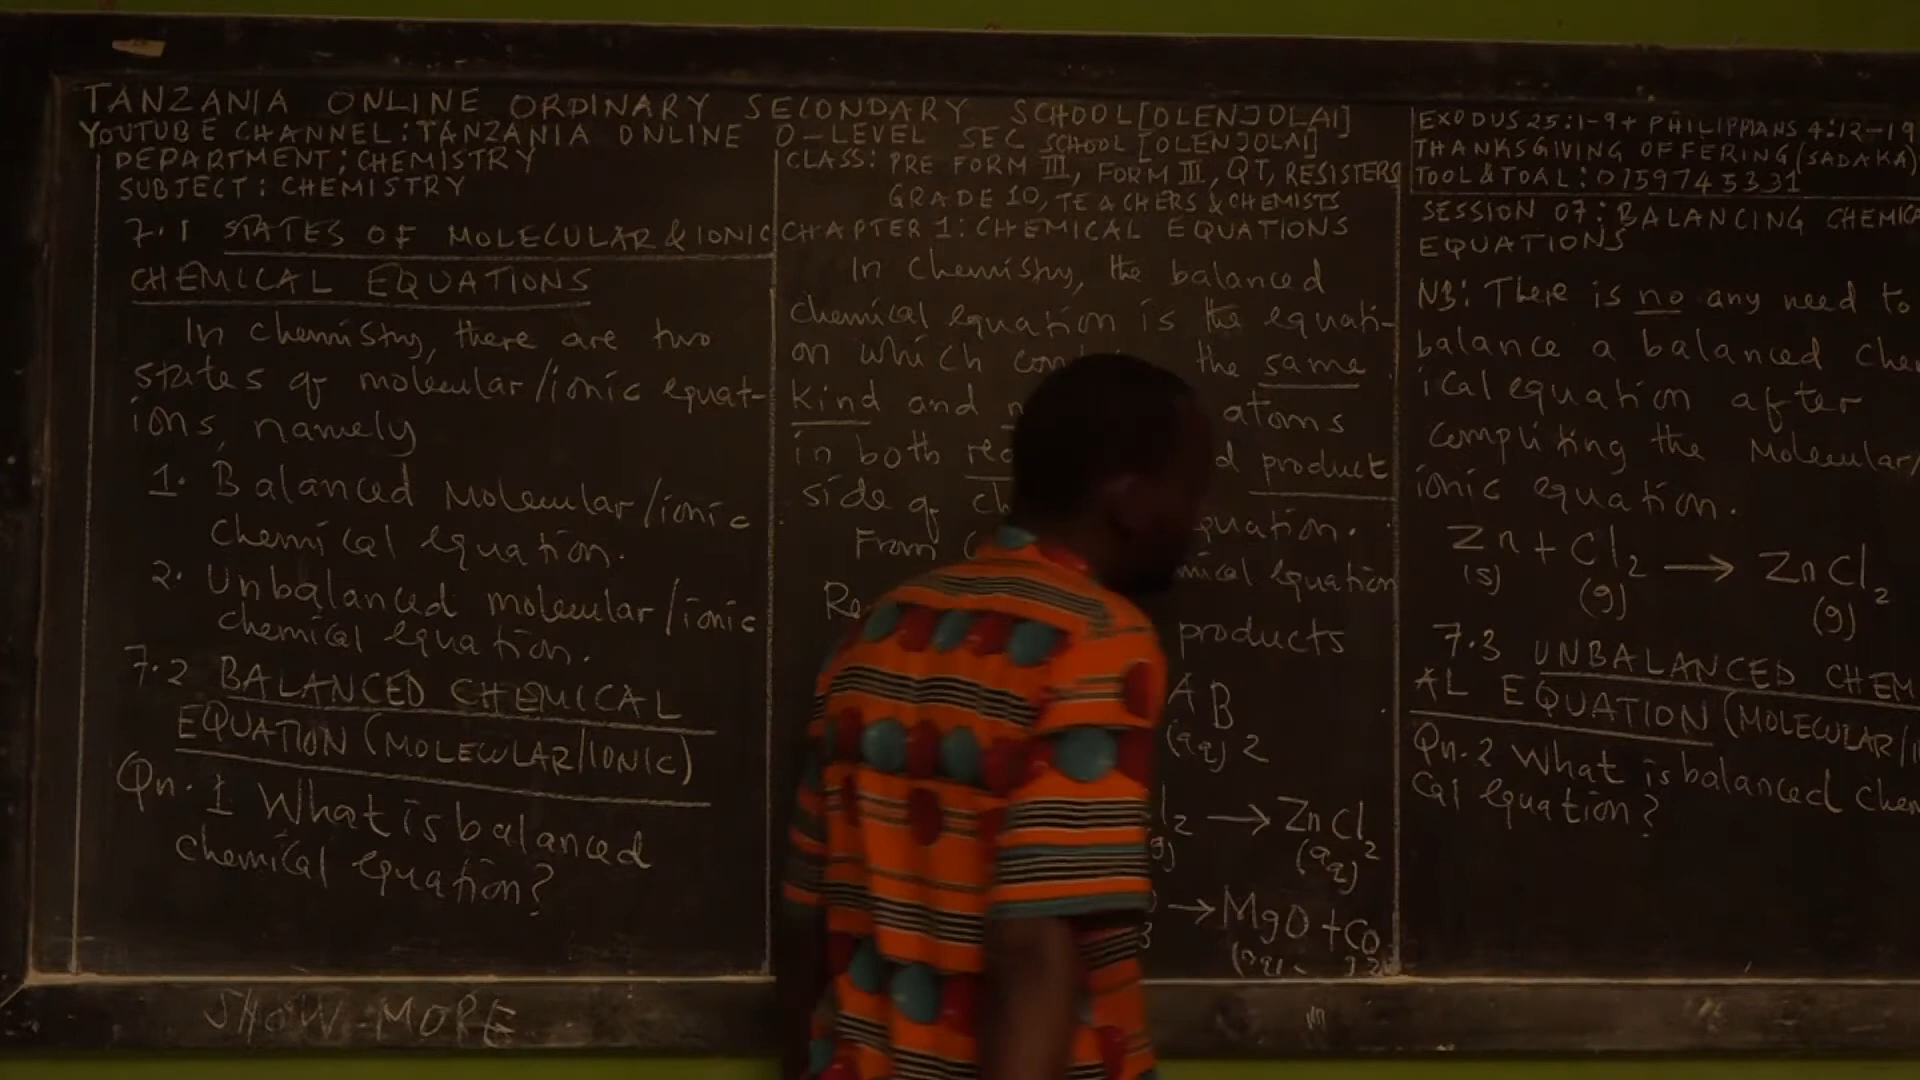 TANZANIA ONLINE ORDINARY SECONDARY SCHOOL[OLENJOLAI]
YOUTUBE CHANNEL: TANZANIA ONLINE O-LEVEL SEC SCHOOL [OLENJOLAI]
DEPARTMENT: CHEMISTRY
SUBJECT: CHEMISTRY
7.1 STATES OF MOLECULAR & IONIC
CHEMICAL EQUATIONS
In Chemistry, there are two
states of molecular/ionic equat-
ions, namely
1. Balanced Molecular/ionic
chemical equation.
2. Unbalanced molecular/ionic
chemical equation.
7.2 BALANCED CHEMICAL
EQUATION (MOLECULAR/IONIC)
Qn. 1 What is balanced
chemical equation?
SHOW MORE
CLASS: PRE FORM III, FORM III, QT, RESISTERS
GRADE 10, TEACHERS & CHEMISTS
CHAPTER 1: CHEMICAL EQUATIONS
In Chemistry, the balanced
chemical equation is the equati-
on which the same
kind and atoms
in both product
side of quation.
From mical equation
products
AB
(aq) 2
l2 → ZnCl2
(g) (aq)
→ MgO + Co
EXODUS 25:1-9 + PHILIPPIANS 4:12-19
THANKSGIVING OFFERING (SADAKA)
TOOL & TOAL: 0759745331
SESSION 07: BALANCING CHEMICA
EQUATIONS
NB: There is no any need to
balance a balanced che
ical equation after
compliting the Molecular/
ionic equation.
Zn + Cl2 → ZnCl2
(s) (g) (g)
7.3 UNBALANCED CHEM
AL EQUATION (MOLECULAR/I
Qn. 2 What is balanced chem
cal equation?